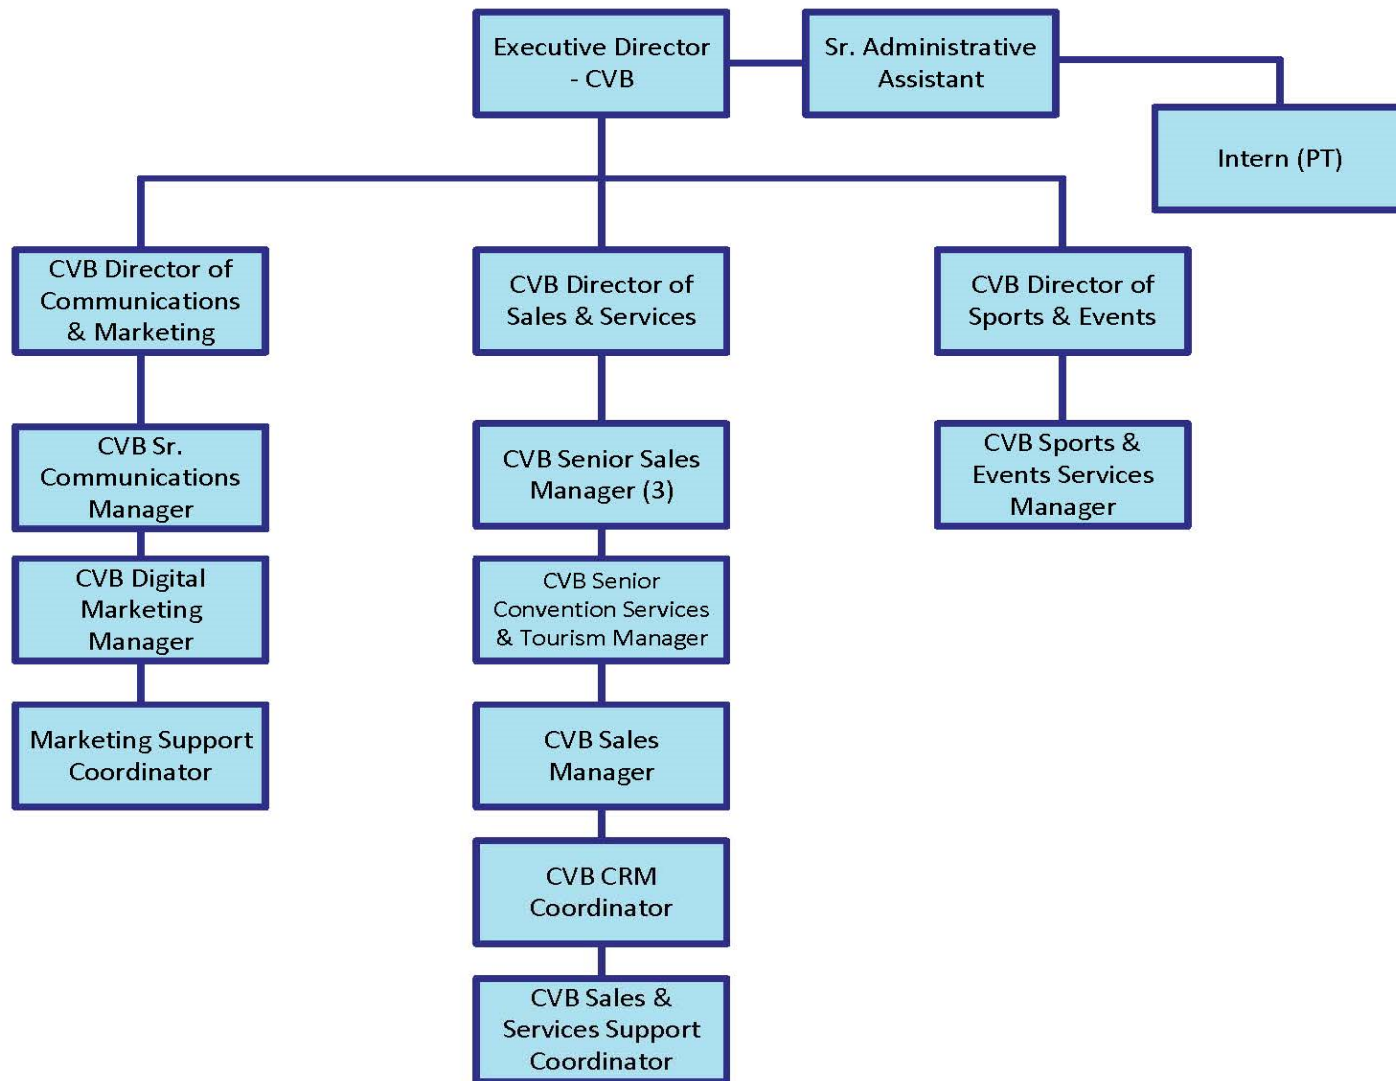 Executive Director
- CVB
Sr. Administrative
Assistant
Intern (PT)
CVB Director of
Communications
& Marketing
CVB Director of
Sales & Services
CVB Director of
Sports & Events
CVB Sr.
Communications
Manager
CVB Senior Sales
Manager (3)
CVB Sports &
Events Services
Manager
CVB Digital
Marketing
Manager
CVB Senior
Convention Services
& Tourism Manager
Marketing Support
Coordinator
CVB Sales
Manager
CVB CRM
Coordinator
CVB Sales &
Services Support
Coordinator